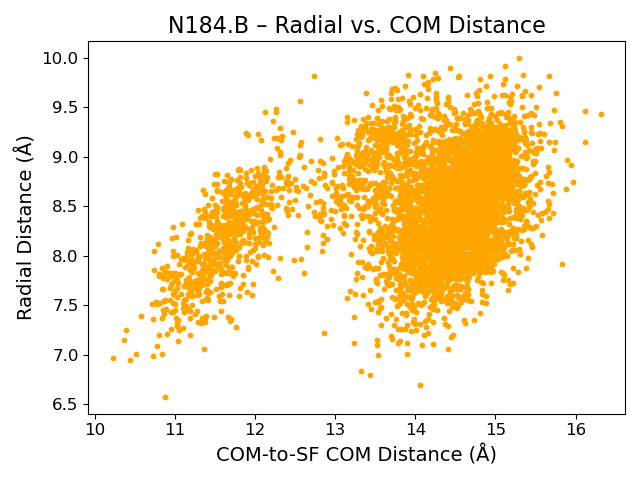 N184.B – Radial vs. COM Distance
Radial Distance (Å)
10.0
9.5
9.0
8.5
8.0
7.5
7.0
6.5
10 11 12 13 14 15 16
COM-to-SF COM Distance (Å)